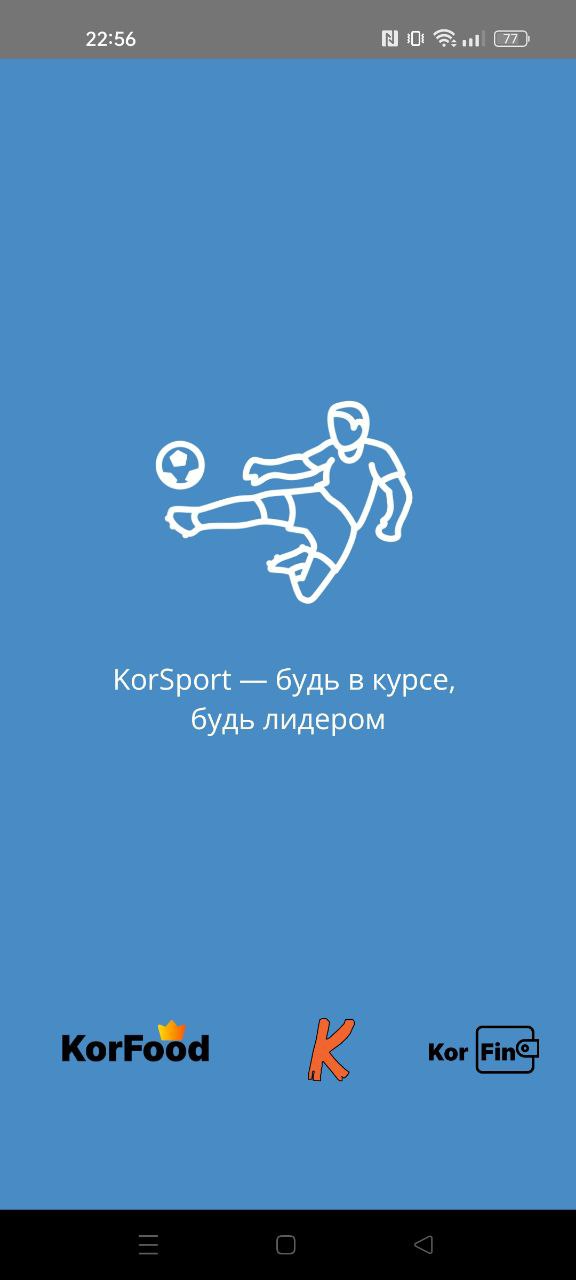 22:56
77
KorSport — будь в курсе,
будь лидером
KorFood
K
Kor Fin